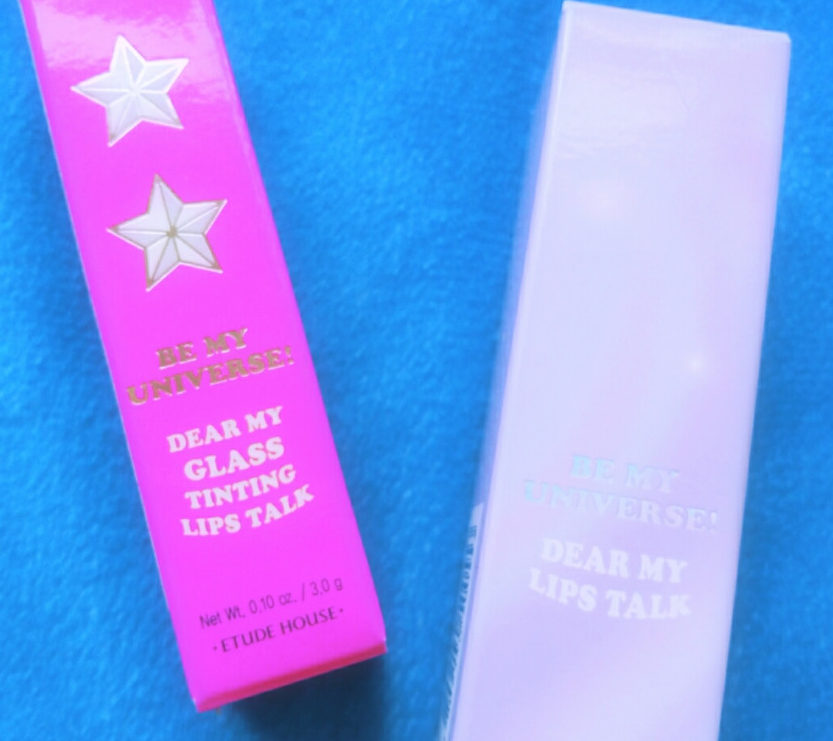 BE MY
UNIVERSE!
DEAR MY
GLASS
TINTING
LIPS TALK
Net Wt. 0.10 oz. / 3.0 g
·ETUDE HOUSE·
BE MY
UNIVERSE!
DEAR MY
LIPS TALK